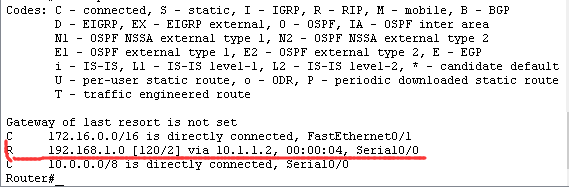 Codes: C - connected, S - static, I - IGRP, R - RIP, M - mobile, B - BGP
D - EIGRP, EX - EIGRP external, O - OSPF, IA - OSPF inter area
N1 - OSPF NSSA external type 1, N2 - OSPF NSSA external type 2
E1 - OSPF external type 1, E2 - OSPF external type 2, E - EGP
i - IS-IS, L1 - IS-IS level-1, L2 - IS-IS level-2, * - candidate default
U - per-user static route, o - ODR, P - periodic downloaded static route
T - traffic engineered route
Gateway of last resort is not set
C 172.16.0.0/16 is directly connected, FastEthernet0/1
R 192.168.1.0 [120/2] via 10.1.1.2, 00:00:04, Serial0/0
C 10.0.0.0/8 is directly connected, Serial0/0
Router#_